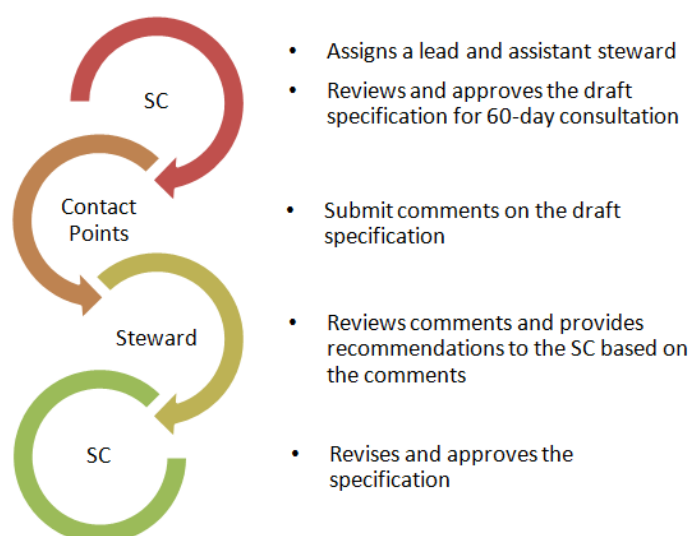 SC
• Assigns a lead and assistant steward
• Reviews and approves the draft
specification for 60-day consultation
Contact
Points
• Submit comments on the draft
specification
Steward
• Reviews comments and provides
recommendations to the SC based on
the comments
SC
• Revises and approves the
specification